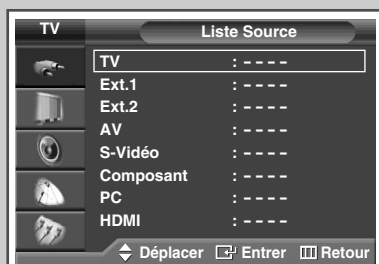 TV Liste Source
TV : - - - -
Ext.1 : - - - -
Ext.2 : - - - -
AV : - - - -
S-Vidéo : - - - -
Composant : - - - -
PC : - - - -
HDMI : - - - -
Déplacer Entrer Retour